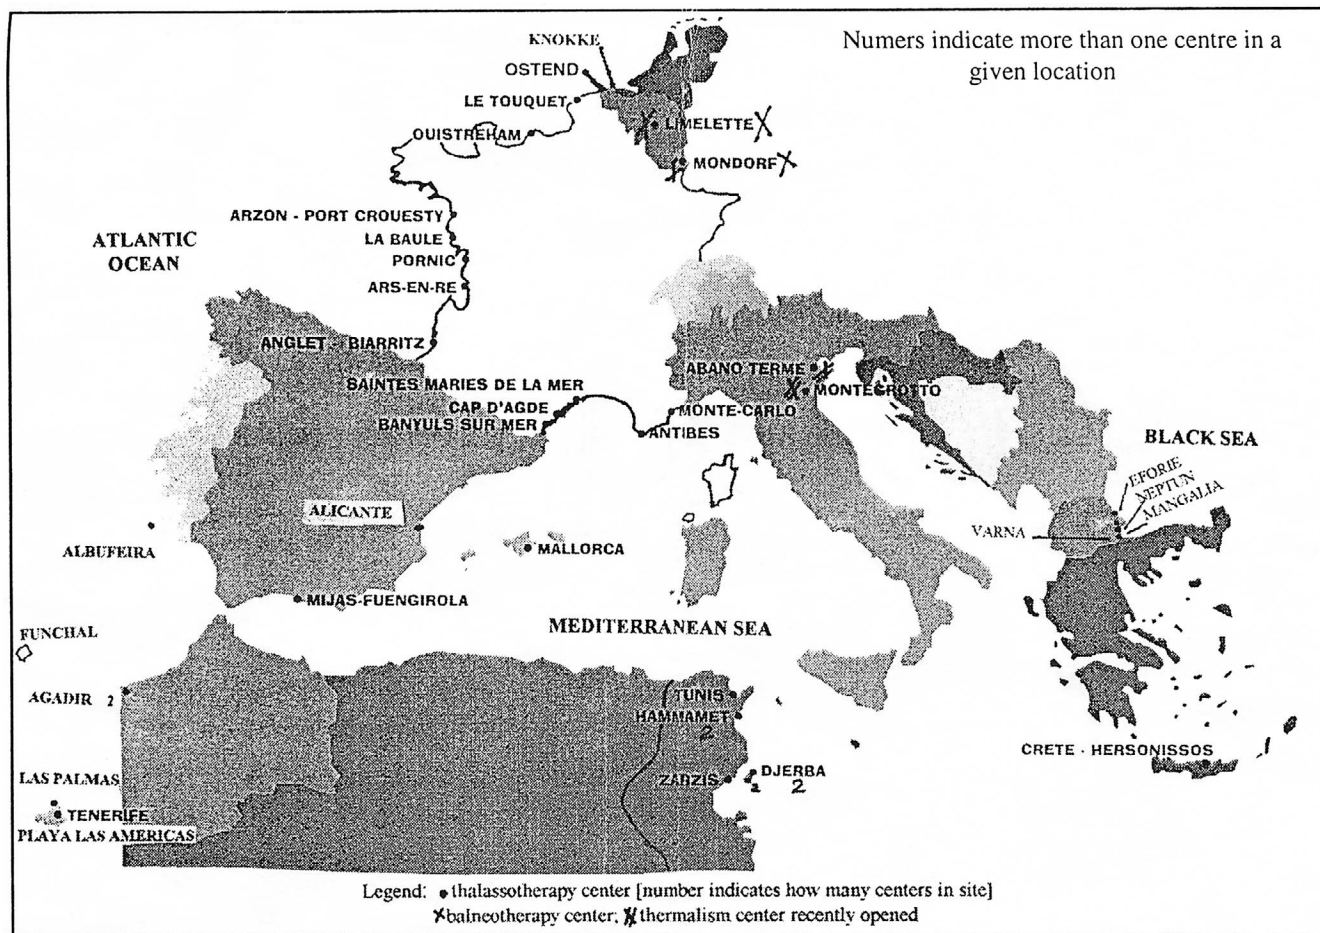 Numers indicate more than one centre in a
given location
KNOKKE
OSTEND
LE TOUQUET
OUISTREHAM
LIMELETTE
MONDORF
ARZON - PORT CROUESTY
LA BAULE
PORNIC
ARS-EN-RE
ATLANTIC
OCEAN
ANGLET - BIARRITZ
SAINTES MARIES DE LA MER
CAP D'AGDE
BANYULS SUR MER
MONTE-CARLO
ANTIBES
ABANO TERME
MONTEGROTTO
BLACK SEA
EFORIE
NEPTUN
MANGALIA
VARNA
ALICANTE
ALBUFEIRA
MALLORCA
MIJAS-FUENGIROLA
MEDITERRANEAN SEA
FUNCHAL
AGADIR 2
TUNIS
HAMMAMET
2
ZARZIS
DJERBA
2 2
CRETE - HERSONISSOS
LAS PALMAS
TENERIFE
PLAYA LAS AMERICAS
Legend: • thalassotherapy center [number indicates how many centers in site]
x balneotherapy center; thermalism center recently opened